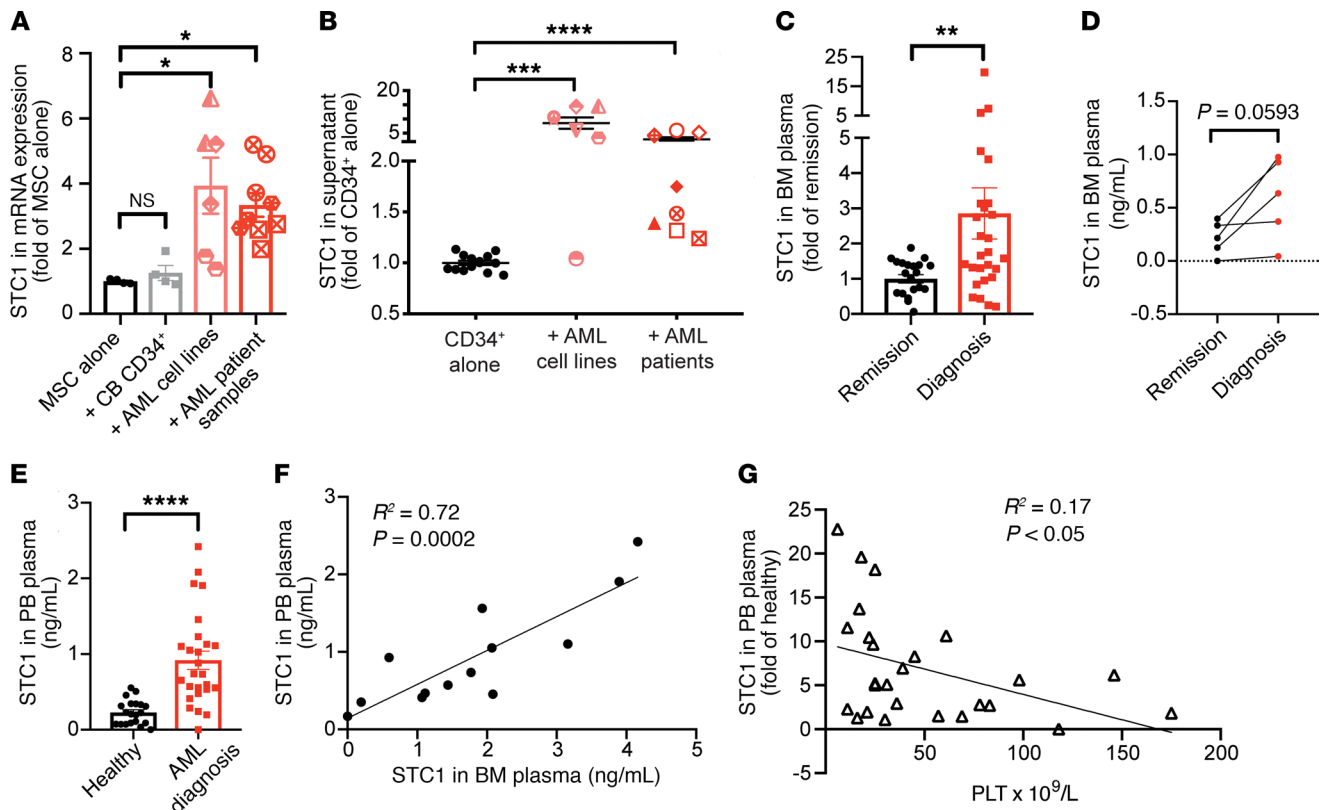 A
STC1 in mRNA expression
(fold of MSC alone)
8
6
4
2
0
*
*
NS
MSC alone
+ CB CD34⁺
+ AML cell lines
+ AML patient
samples
B
STC1 in supernatant
(fold of CD34⁺ alone)
20
5
2.0
1.5
1.0
0.5
****
***
CD34⁺
alone
+ AML
cell lines
+ AML
patients
C
STC1 in BM plasma
(fold of remission)
25
15
5
5
4
3
2
1
0
**
Remission
Diagnosis
D
STC1 in BM plasma
(ng/mL)
1.5
1.0
0.5
0.0
-0.5
P = 0.0593
Remission
Diagnosis
E
STC1 in PB plasma
(ng/mL)
3
2
1
0
****
Healthy
AML
diagnosis
F
STC1 in PB plasma
(ng/mL)
3
2
1
0
R² = 0.72
P = 0.0002
0 1 2 3 4 5
STC1 in BM plasma (ng/mL)
G
STC1 in PB plasma
(fold of healthy)
25
20
15
10
5
0
-5
R² = 0.17
P < 0.05
50 100 150 200
PLT x 10⁹/L